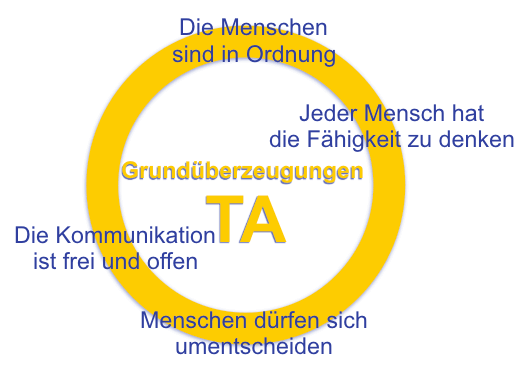 Die Menschen
sind in Ordnung
Jeder Mensch hat
die Fähigkeit zu denken
Grundüberzeugungen
TA
Die Kommunikation
ist frei und offen
Menschen dürfen sich
umentscheiden